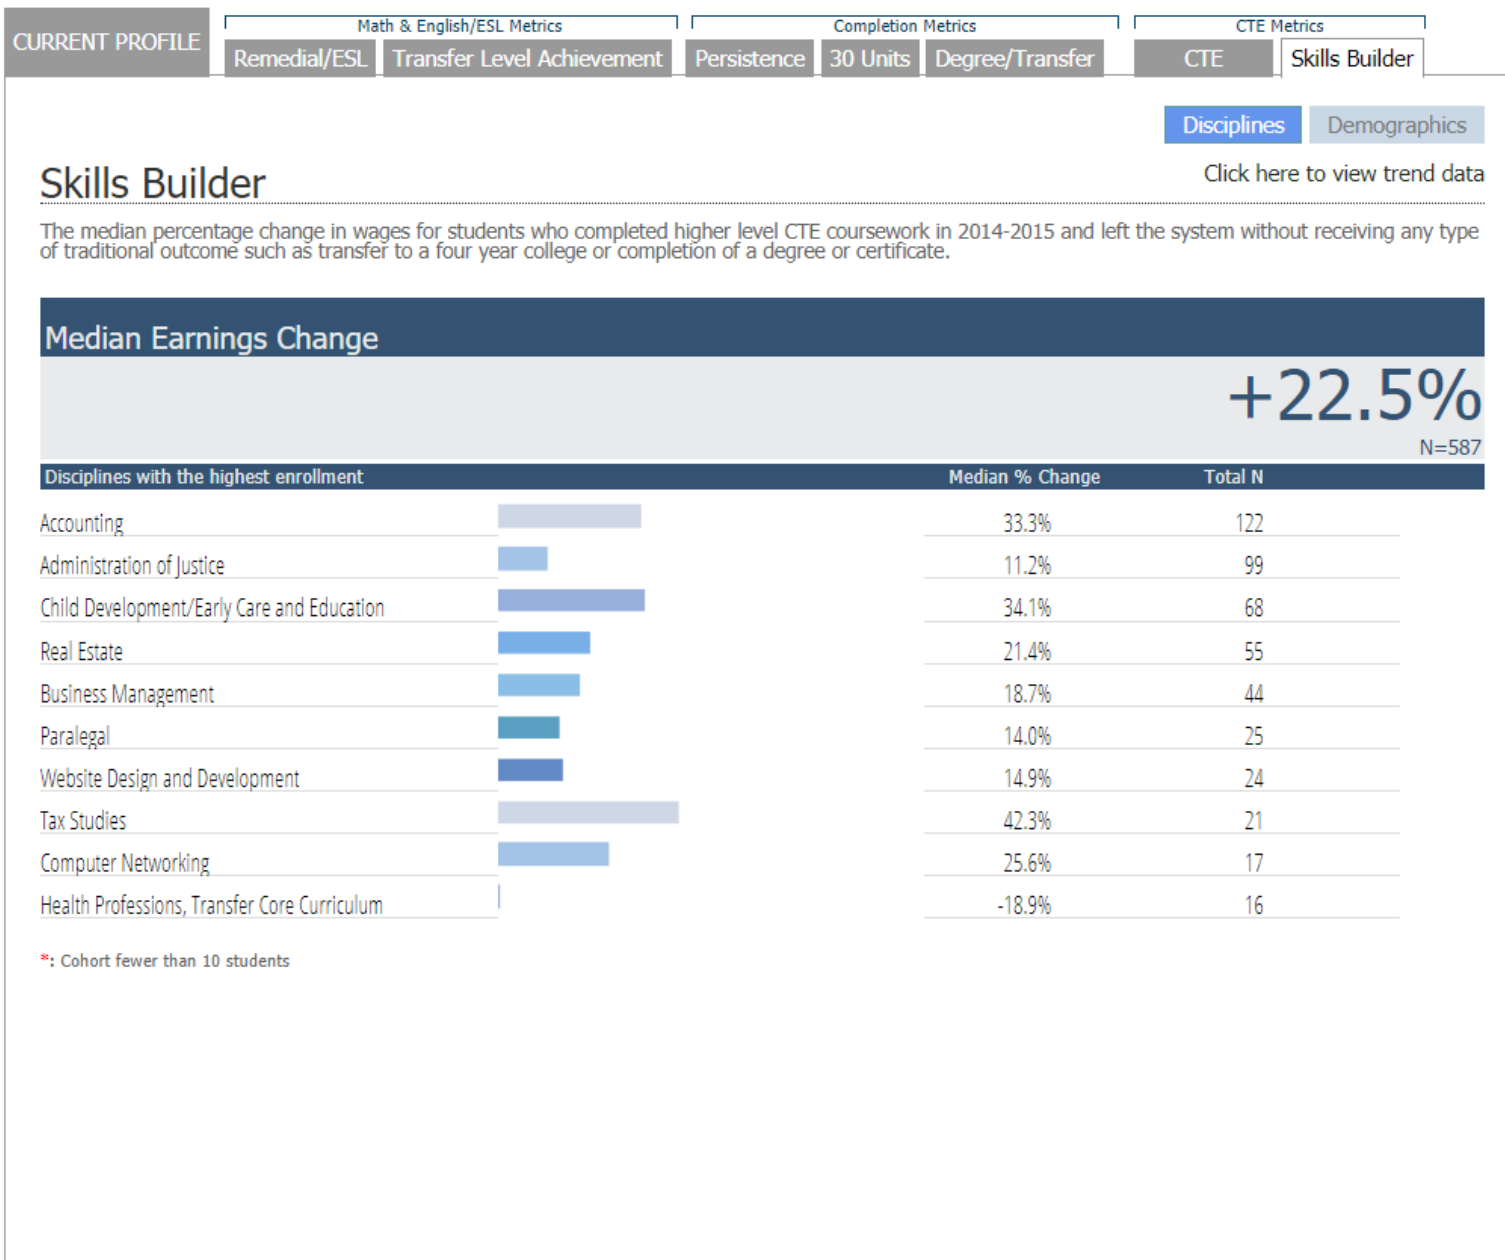 CURRENT PROFILE
Math & English/ESL Metrics
Completion Metrics
CTE Metrics
Remedial/ESL
Transfer Level Achievement
Persistence
30 Units
Degree/Transfer
CTE
Skills Builder
Disciplines
Demographics
Skills Builder
Click here to view trend data
The median percentage change in wages for students who completed higher level CTE coursework in 2014-2015 and left the system without receiving any type
of traditional outcome such as transfer to a four year college or completion of a degree or certificate.
Median Earnings Change
+22.5%
N=587
Disciplines with the highest enrollment Median % Change Total N
Accounting 33.3% 122
Administration of Justice 11.2% 99
Child Development/Early Care and Education 34.1% 68
Real Estate 21.4% 55
Business Management 18.7% 44
Paralegal 14.0% 25
Website Design and Development 14.9% 24
Tax Studies 42.3% 21
Computer Networking 25.6% 17
Health Professions, Transfer Core Curriculum -18.9% 16
*: Cohort fewer than 10 students